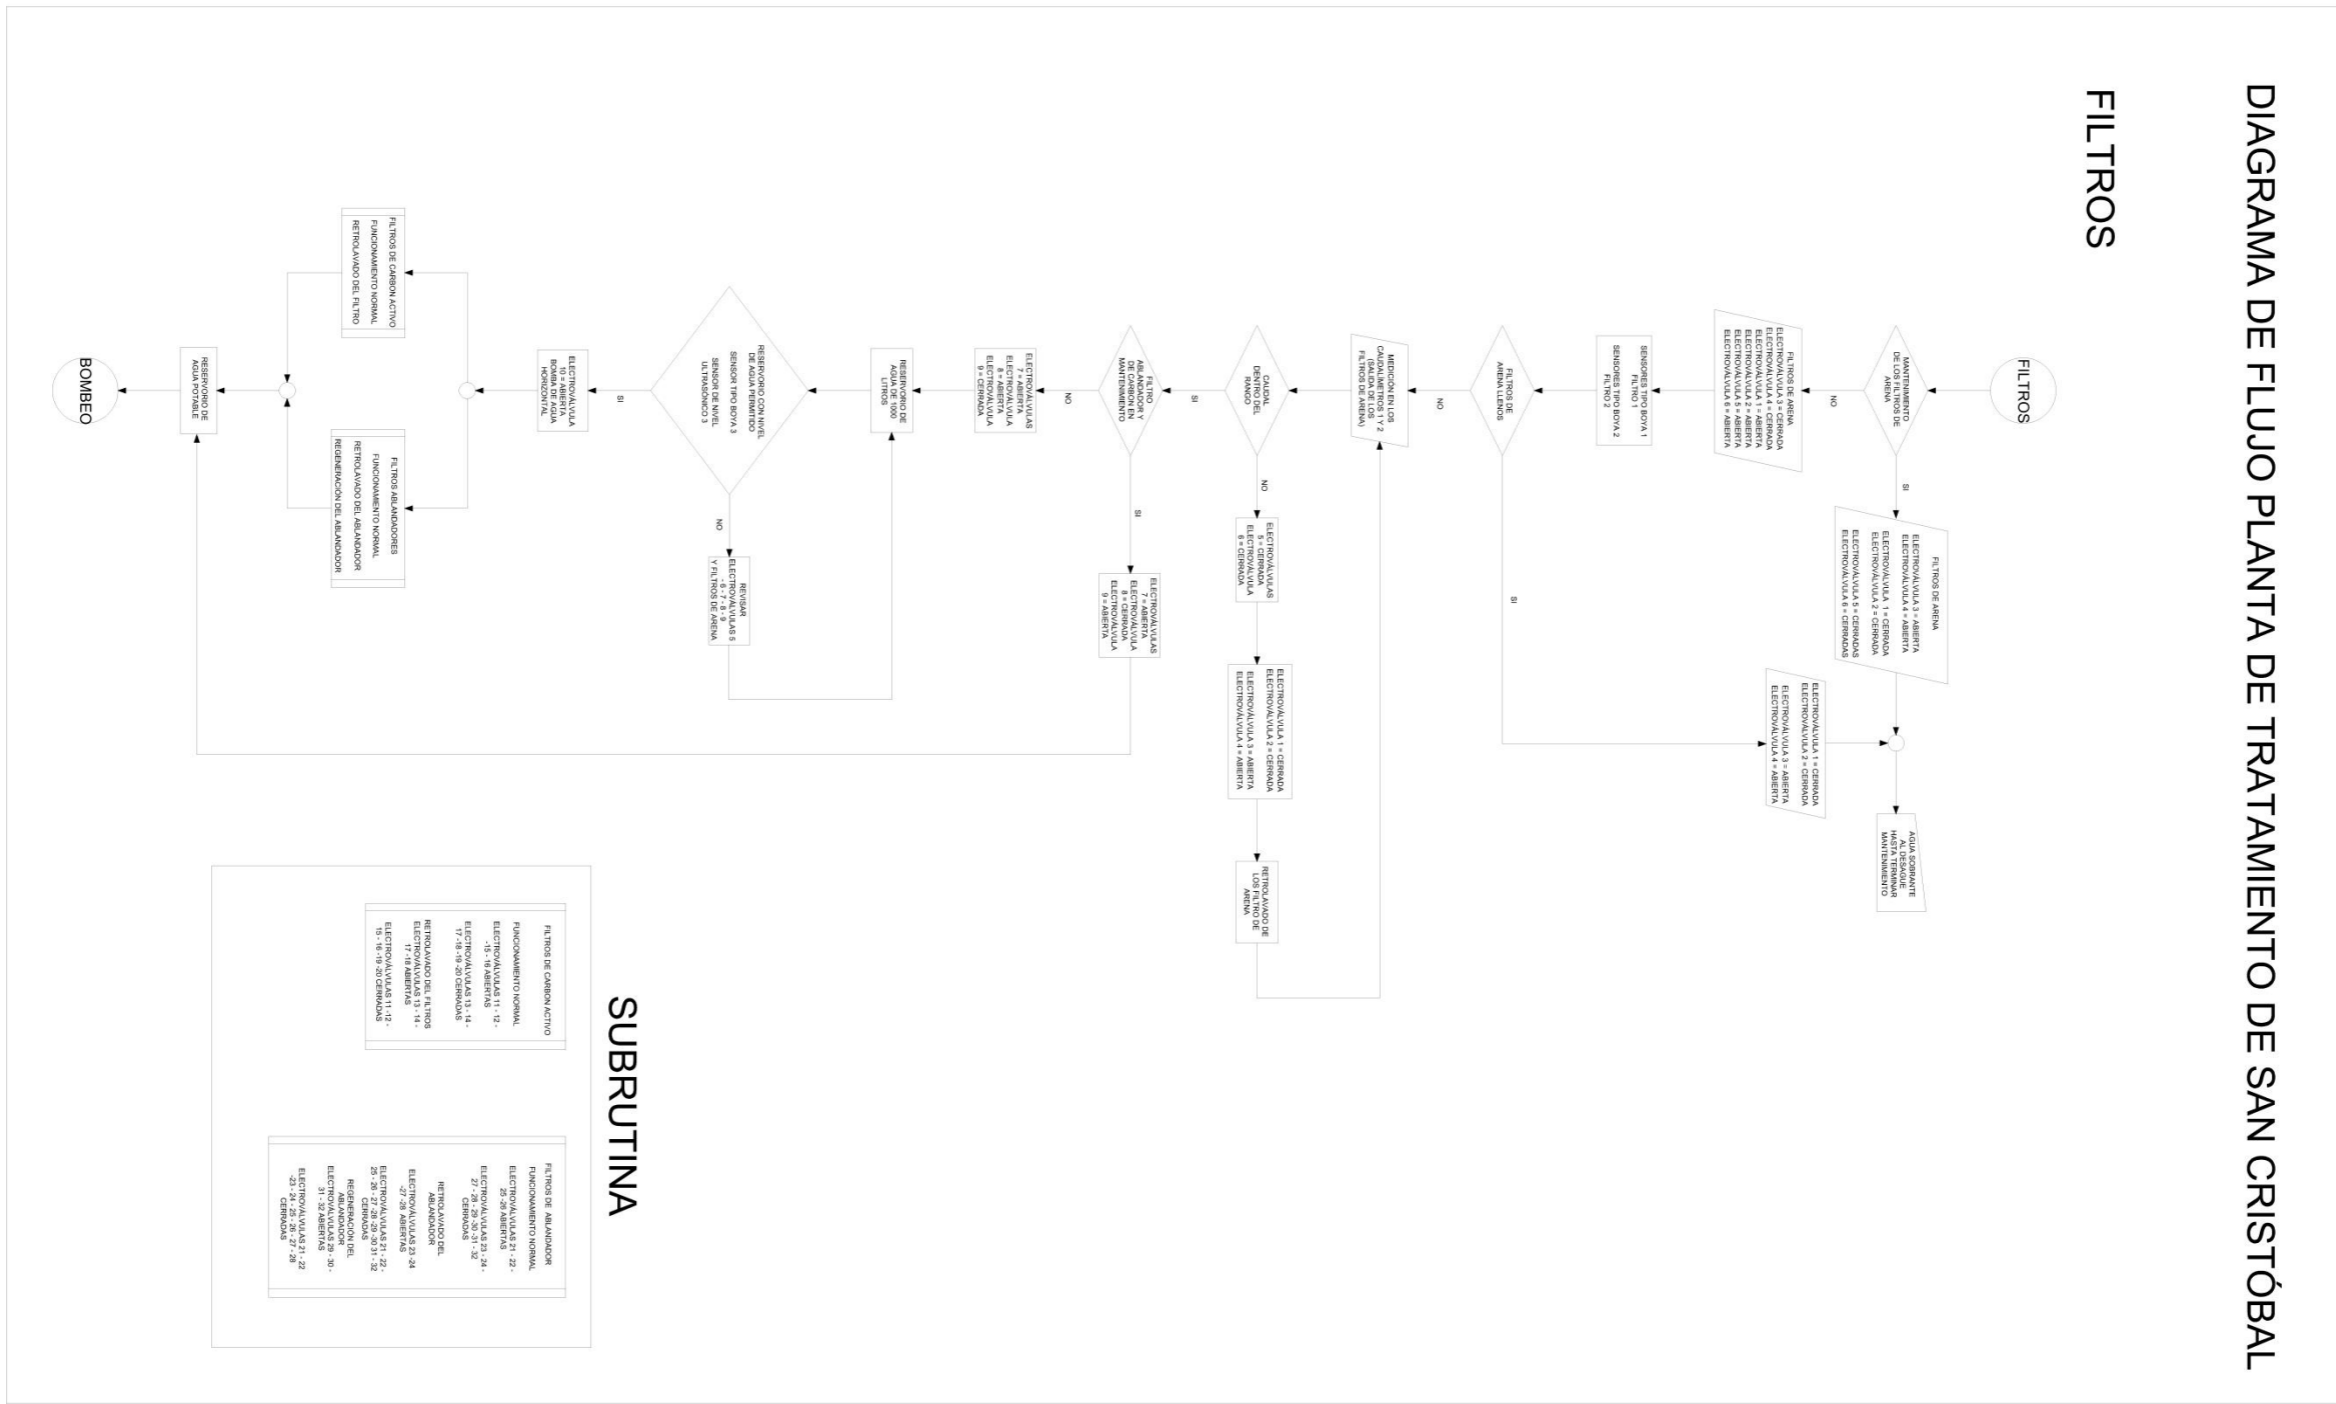 DIAGRAMA DE FLUJO PLANTA DE TRATAMIENTO DE SAN CRISTÓBAL
FILTROS
FILTROS
MANTENIMIENTO
DE LOS FILTROS DE
ARENA
SI
NO
FILTROS DE ARENA
ELECTROVÁLVULA 3 = ABIERTA
ELECTROVÁLVULA 4 = ABIERTA
ELECTROVÁLVULA 1 = CERRADA
ELECTROVÁLVULA 2 = CERRADA
ELECTROVÁLVULA 5 = CERRADAS
ELECTROVÁLVULA 6 = CERRADAS
AGUA SOBRANTE
AL DESAGUE
HASTA TERMINAR
MANTENIMIENTO
FILTROS DE ARENA
ELECTROVÁLVULA 3 = CERRADA
ELECTROVÁLVULA 4 = CERRADA
ELECTROVÁLVULA 1 = ABIERTA
ELECTROVÁLVULA 2 = ABIERTA
ELECTROVÁLVULA 5 = ABIERTA
ELECTROVÁLVULA 6 = ABIERTA
ELECTROVÁLVULA 1 = CERRADA
ELECTROVÁLVULA 2 = CERRADA
ELECTROVÁLVULA 3 = ABIERTA
ELECTROVÁLVULA 4 = ABIERTA
SENSORES TIPO BOYA 1
FILTRO 1
SENSORES TIPO BOYA 2
FILTRO 2
FILTROS DE
ARENA LLENOS
SI
NO
MEDICIÓN EN LOS
CAUDALÍMETROS 1 Y 2
(SALIDA DE LOS
FILTROS DE ARENA)
CAUDAL
DENTRO DEL
RANGO
NO
SI
ELECTROVÁLVULAS
5 = CERRADA
ELECTROVÁLVULA
6 = CERRADA
ELECTROVÁLVULA 1 = CERRADA
ELECTROVÁLVULA 2 = CERRADA
ELECTROVÁLVULA 3 = ABIERTA
ELECTROVÁLVULA 4 = ABIERTA
RETROLAVADO DE
LOS FILTRO DE
ARENA
FILTRO
ABLANDADOR Y
DE CARBON EN
MANTENIMIENTO
SI
NO
ELECTROVÁLVULAS
7 = ABIERTA
ELECTROVÁLVULA
8 = CERRADA
ELECTROVÁLVULA
9 = ABIERTA
ELECTROVÁLVULAS
7 = ABIERTA
ELECTROVÁLVULA
8 = ABIERTA
ELECTROVÁLVULA
9 = CERRADA
RESERVORIO DE
AGUA DE 1000
LITROS
RESERVORIO CON NIVEL
DE AGUA PERMITIDO
SENSOR TIPO BOYA 3
SENSOR DE NIVEL
ULTRASÓNICO 3
NO
SI
REVISAR
ELECTROVÁLVULAS 5
- 6 - 7 - 8 - 9
Y FILTROS DE ARENA
ELECTROVÁLVULA
10 = ABIERTA
BOMBA DE AGUA
HORIZONTAL
FILTROS DE CARBON ACTIVO
FUNCIONAMIENTO NORMAL
RETROLAVADO DEL FILTRO
FILTROS ABLANDADORES
FUNCIONAMIENTO NORMAL
RETROLAVADO DEL ABLANDADOR
REGENERACIÓN DEL ABLANDADOR
RESERVORIO DE
AGUA POTABLE
BOMBEO
SUBRUTINA
FILTROS DE CARBON ACTIVO
FUNCIONAMIENTO NORMAL
ELECTROVÁLVULAS 11 - 12 -
-15 - 16 ABIERTAS
ELECTROVÁLVULAS 13 - 14 -
17 -18 -19 -20 CERRADAS
RETROLAVADO DEL FILTROS
ELECTROVÁLVULAS 13 - 14 -
17 -18 ABIERTAS
ELECTROVÁLVULAS 11 -12 -
15 - 16 -19 -20 CERRADAS
FILTROS DE ABLANDADOR
FUNCIONAMIENTO NORMAL
ELECTROVÁLVULAS 21 - 22 -
25 -26 ABIERTAS
ELECTROVÁLVULAS 23 - 24 -
27 - 28 - 29 -30 -31 - 32
CERRADAS
RETROLAVADO DEL
ABLANDADOR
ELECTROVÁLVULAS 23 -24
-27 -28 ABIERTAS
ELECTROVÁLVULAS 21 - 22 -
25 - 26 - 27 -28 -29 -30 31 - 32
CERRADAS
REGENERACIÓN DEL
ABLANDADOR
ELECTROVÁLVULAS 29 - 30 -
31 - 32 ABIERTAS
ELECTROVÁLVULAS 21 - 22
-23 - 24 - 25 - 26 - 27 - 28
CERRADAS